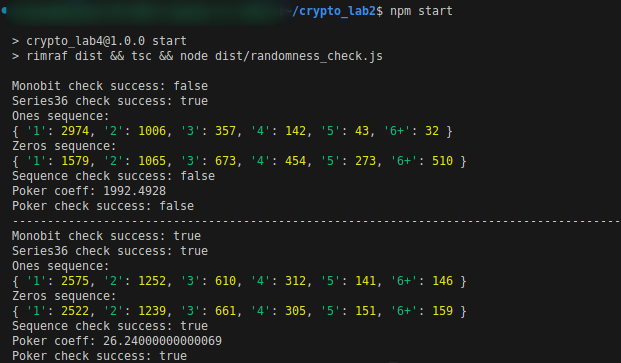 ~/crypto_lab2$ npm start
> crypto_lab4@1.0.0 start
> rimraf dist && tsc && node dist/randomness_check.js
Monobit check success: false
Series36 check success: true
Ones sequence:
{ '1': 2974, '2': 1006, '3': 357, '4': 142, '5': 43, '6+': 32 }
Zeros sequence:
{ '1': 1579, '2': 1065, '3': 673, '4': 454, '5': 273, '6+': 510 }
Sequence check success: false
Poker coeff: 1992.4928
Poker check success: false
--------------------------------------------------------------------------------------
Monobit check success: true
Series36 check success: true
Ones sequence:
{ '1': 2575, '2': 1252, '3': 610, '4': 312, '5': 141, '6+': 146 }
Zeros sequence:
{ '1': 2522, '2': 1239, '3': 661, '4': 305, '5': 151, '6+': 159 }
Sequence check success: true
Poker coeff: 26.24000000000069
Poker check success: true